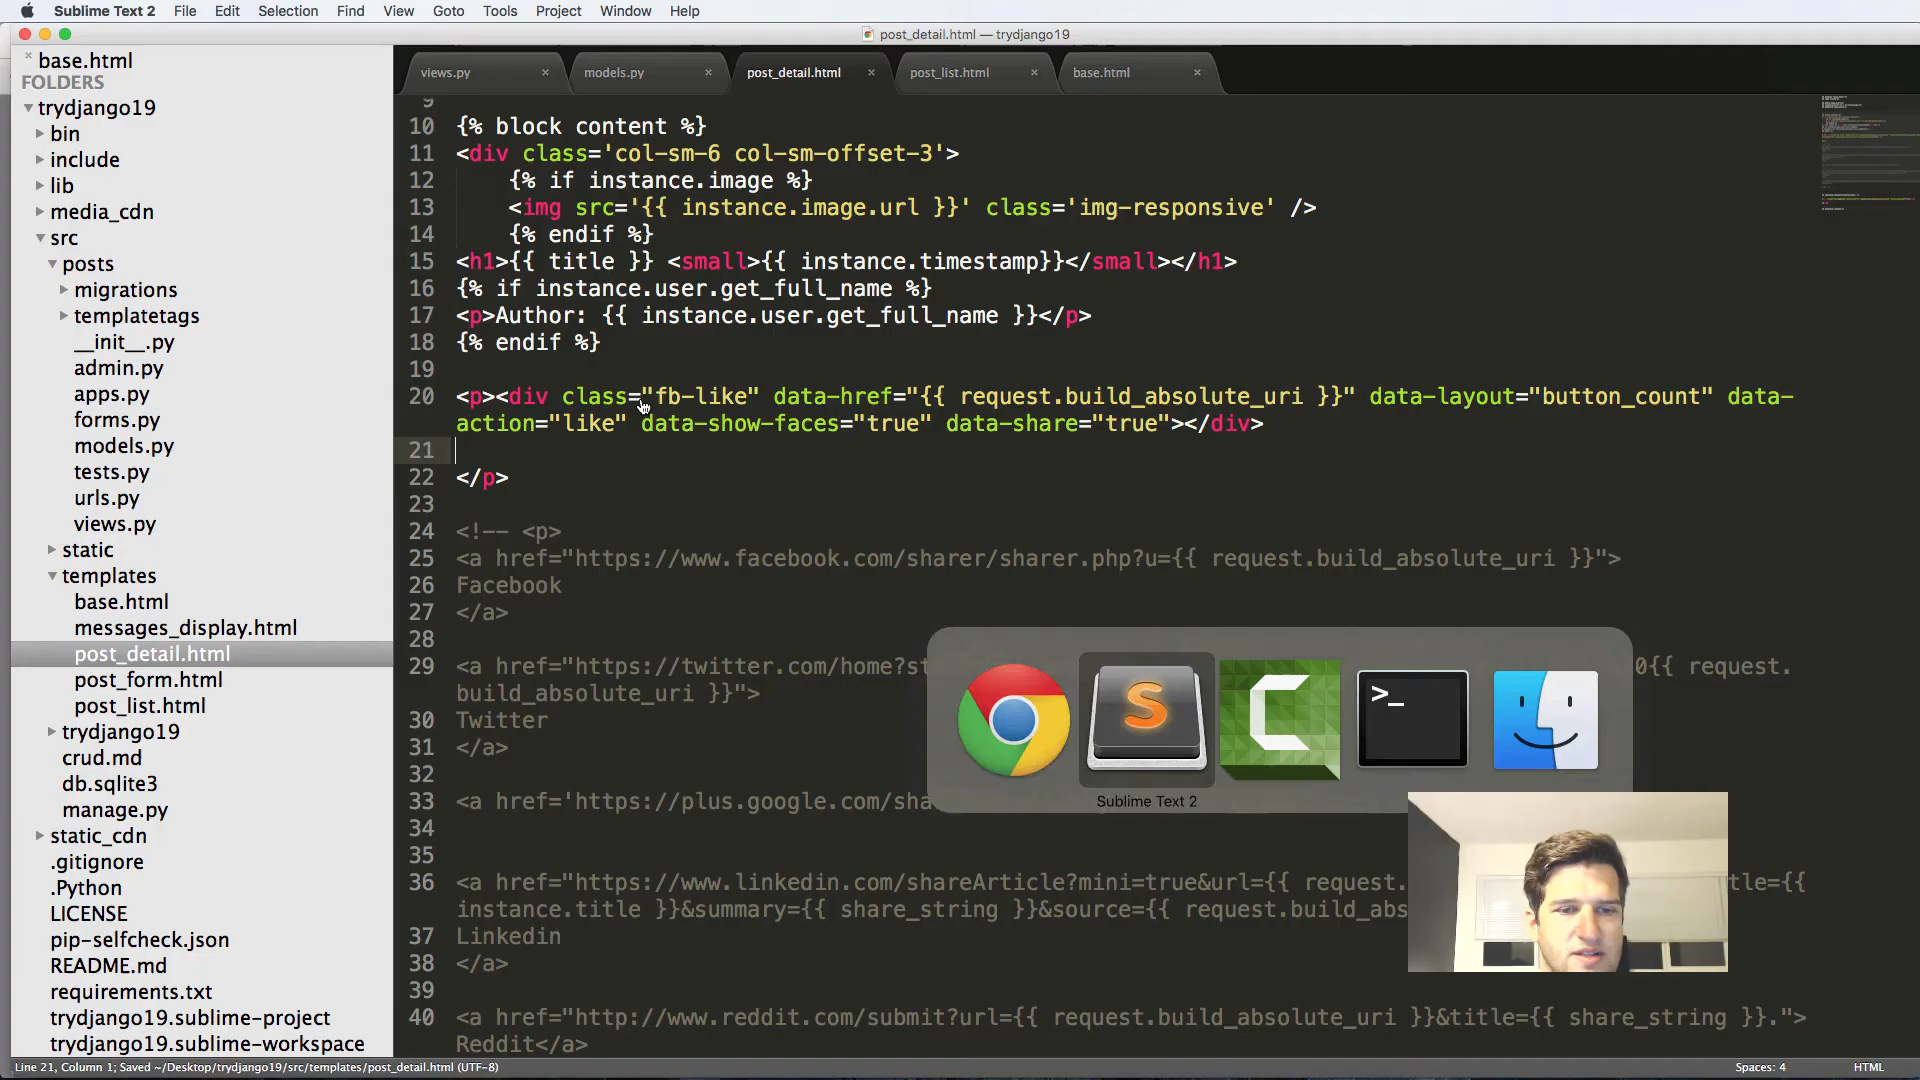 Sublime Text 2 File Edit Selection Find View Goto Tools Project Window Help
post_detail.html — trydjango19
base.html
FOLDERS
trydjango19
bin
include
lib
media_cdn
src
posts
migrations
templatetags
__init__.py
admin.py
apps.py
forms.py
models.py
tests.py
urls.py
views.py
static
templates
base.html
messages_display.html
post_detail.html
post_form.html
post_list.html
trydjango19
crud.md
db.sqlite3
manage.py
static_cdn
.gitignore
.Python
LICENSE
pip-selfcheck.json
README.md
requirements.txt
trydjango19.sublime-project
trydjango19.sublime-workspace
views.py × models.py × post_detail.html × post_list.html × base.html ×
9
10 {% block content %}
11 <div class='col-sm-6 col-sm-offset-3'>
12 {% if instance.image %}
13 <img src='{{ instance.image.url }}' class='img-responsive' />
14 {% endif %}
15 <h1>{{ title }} <small>{{ instance.timestamp}}</small></h1>
16 {% if instance.user.get_full_name %}
17 <p>Author: {{ instance.user.get_full_name }}</p>
18 {% endif %}
19
20 <p><div class="fb-like" data-href="{{ request.build_absolute_uri }}" data-layout="button_count" data-
action="like" data-show-faces="true" data-share="true"></div>
21
22 </p>
23
24 <!-- <p>
25 <a href="https://www.facebook.com/sharer/sharer.php?u={{ request.build_absolute_uri }}">
26 Facebook
27 </a>
28
29 <a href="https://twitter.com/home?st 0{{ request.
build_absolute_uri }}">
30 Twitter
31 </a>
32
33 <a href='https://plus.google.com/sha
34
35
36 <a href="https://www.linkedin.com/shareArticle?mini=true&url={{ request. tle={{
instance.title }}&summary={{ share_string }}&source={{ request.build_abs
37 Linkedin
38 </a>
39
40 <a href="http://www.reddit.com/submit?url={{ request.build_absolute_uri }}&title={{ share_string }}.">
Reddit</a>
Sublime Text 2
Line 21, Column 1; Saved ~/Desktop/trydjango19/src/templates/post_detail.html (UTF-8) Spaces: 4 HTML